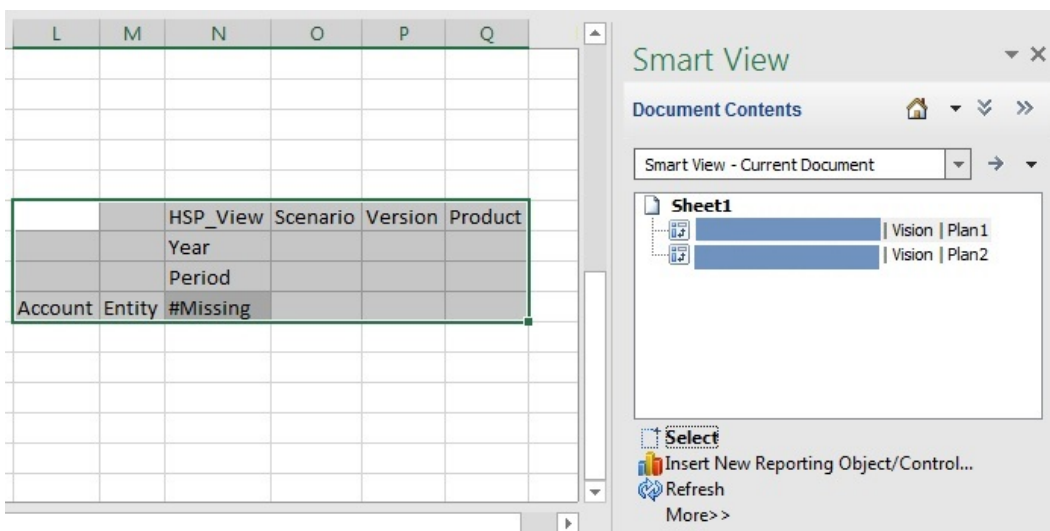 L M N O P Q
HSP_View Scenario Version Product
Year
Period
Account Entity #Missing
Smart View
Document Contents
Smart View - Current Document
Sheet1
| Vision | Plan1
| Vision | Plan2
Select
Insert New Reporting Object/Control...
Refresh
More>>